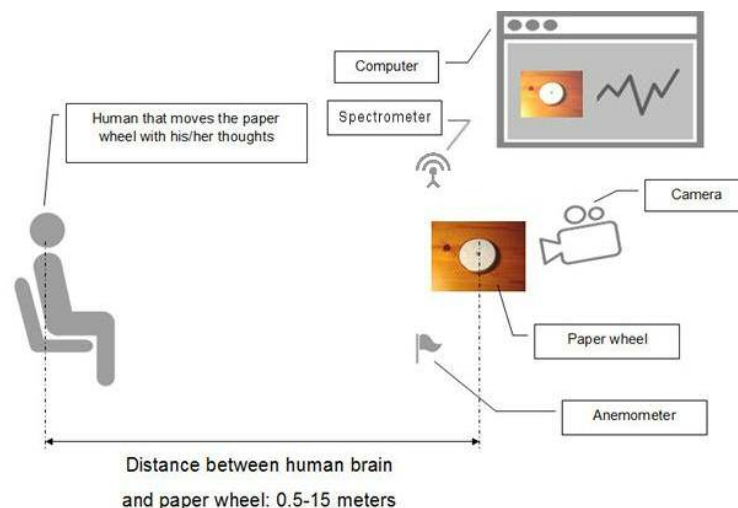 Computer
Spectrometer
Human that moves the paper
wheel with his/her thoughts
Camera
Paper wheel
Anemometer
Distance between human brain
and paper wheel: 0.5-15 meters